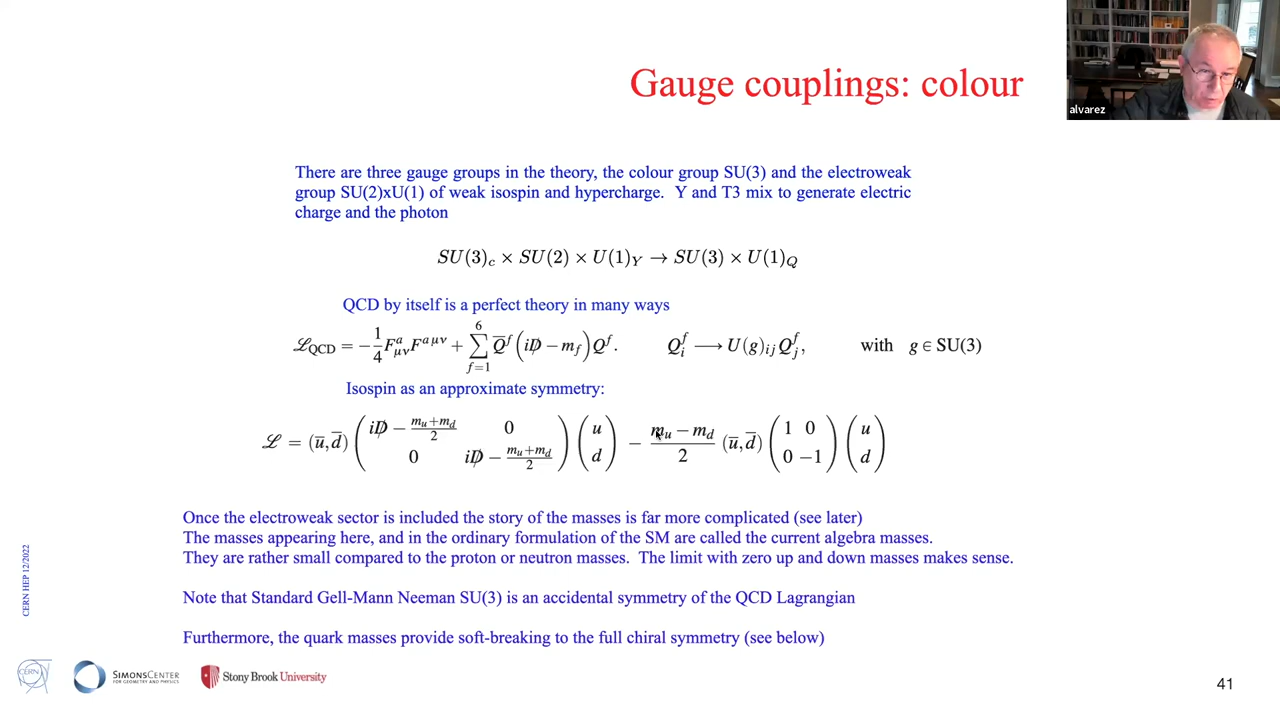 Gauge couplings: colour
alvarez
There are three gauge groups in the theory, the colour group SU(3) and the electroweak
group SU(2)xU(1) of weak isospin and hypercharge. Y and T3 mix to generate electric
charge and the photon
SU(3)_c × SU(2) × U(1)_Y → SU(3) × U(1)_Q
QCD by itself is a perfect theory in many ways
ℒ_QCD = −1/4 F^a_{μν} F^{a μν} + ∑_{f=1}^{6} Q̄^f (iD̸ − m_f) Q^f. Q_i^f ⟶ U(g)_{ij} Q_j^f, with g ∈ SU(3)
Isospin as an approximate symmetry:
ℒ = (ū, d̄) ( iD̸ − (m_u+m_d)/2 0 ; 0 iD̸ − (m_u+m_d)/2 ) ( u ; d ) − (m_u − m_d)/2 (ū, d̄) ( 1 0 ; 0 −1 ) ( u ; d )
Once the electroweak sector is included the story of the masses is far more complicated (see later)
The masses appearing here, and in the ordinary formulation of the SM are called the current algebra masses.
They are rather small compared to the proton or neutron masses. The limit with zero up and down masses makes sense.
Note that Standard Gell-Mann Neeman SU(3) is an accidental symmetry of the QCD Lagrangian
Furthermore, the quark masses provide soft-breaking to the full chiral symmetry (see below)
CERN HEP 12/2022
CERN
SIMONS CENTER
FOR GEOMETRY AND PHYSICS
Stony Brook University
41